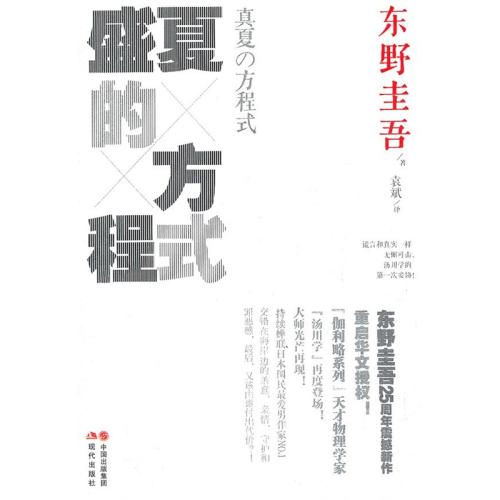 东野圭吾/著
袁斌/译
真夏の方程式
盛夏
的方
程式
谎言和真实一样
无懈可击,
汤川学的
第一次妥协!
东野圭吾25周年震撼新作
重启华文授权
『伽利略系列』天才物理学家
『汤川学』再度登场!
大师光芒再现!
持续蝉联日本国民最爱男作家NO.1
交错在海岸边的杀意、亲情、守护和
罪恶感,最后,又该由谁付出代价?!
中国出版集团
现代出版社